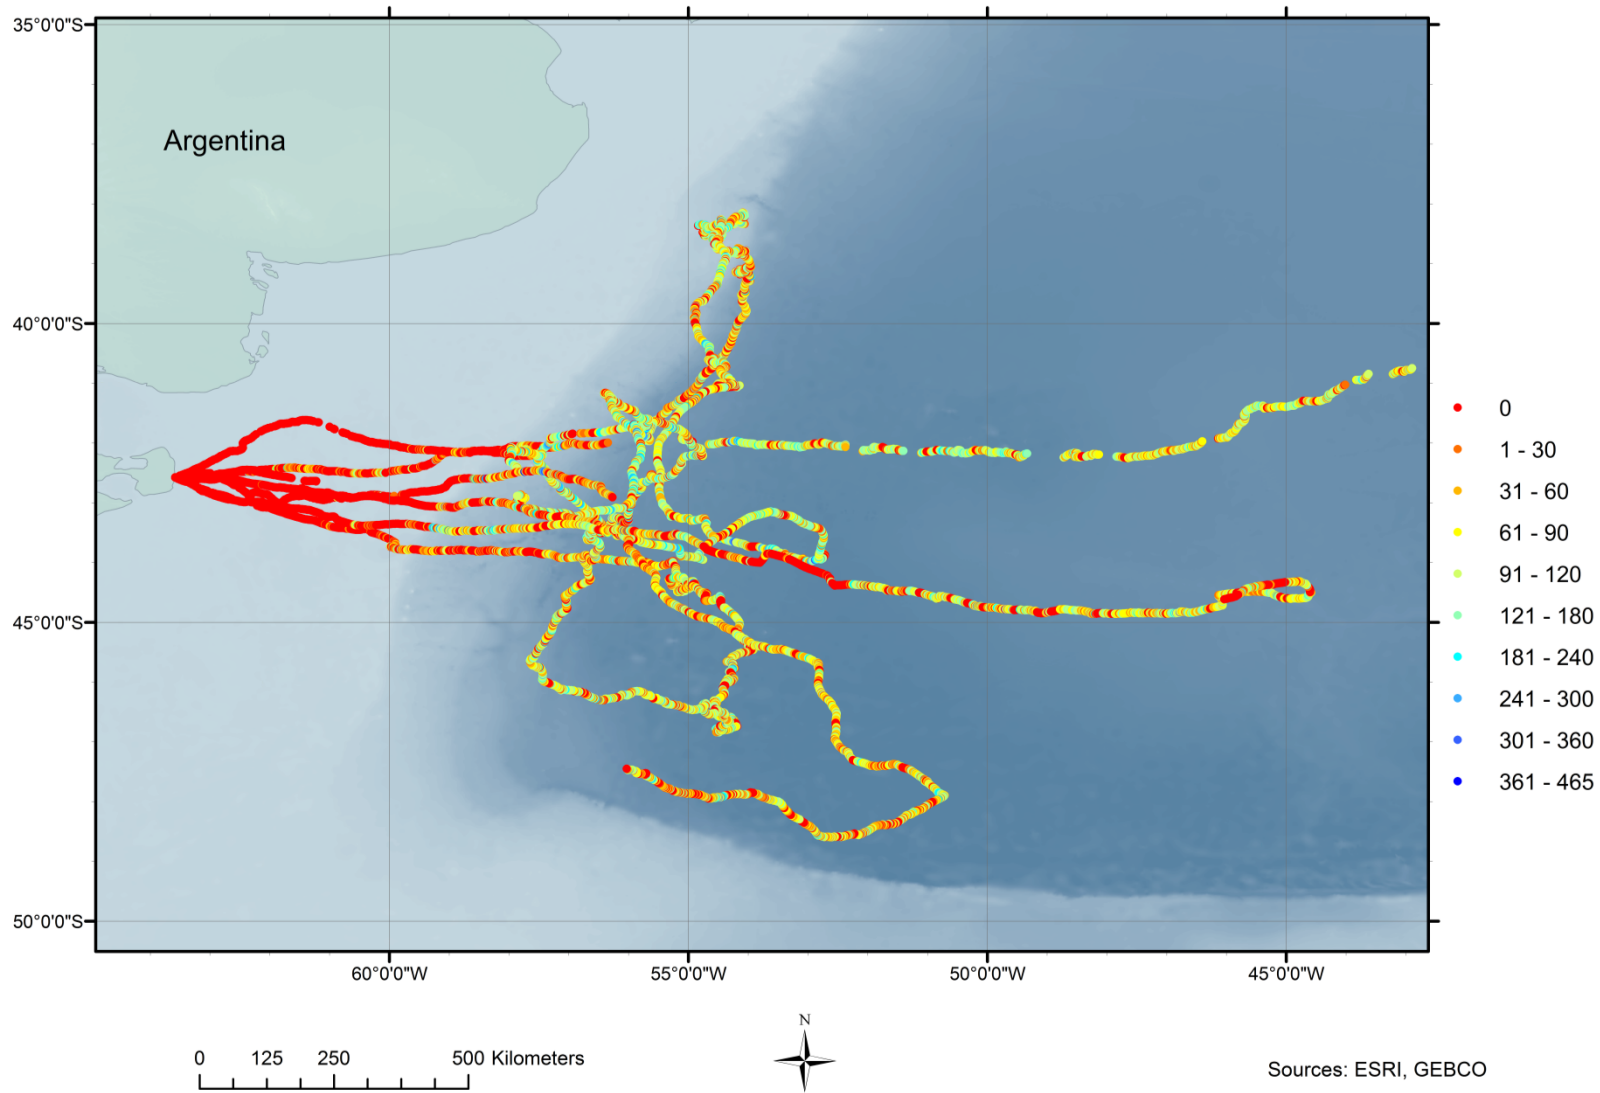 35°0'0"S
Argentina
40°0'0"S
45°0'0"S
50°0'0"S
60°0'0"W 55°0'0"W 50°0'0"W 45°0'0"W
0
1 - 30
31 - 60
61 - 90
91 - 120
121 - 180
181 - 240
241 - 300
301 - 360
361 - 465
N
0 125 250 500 Kilometers
Sources: ESRI, GEBCO